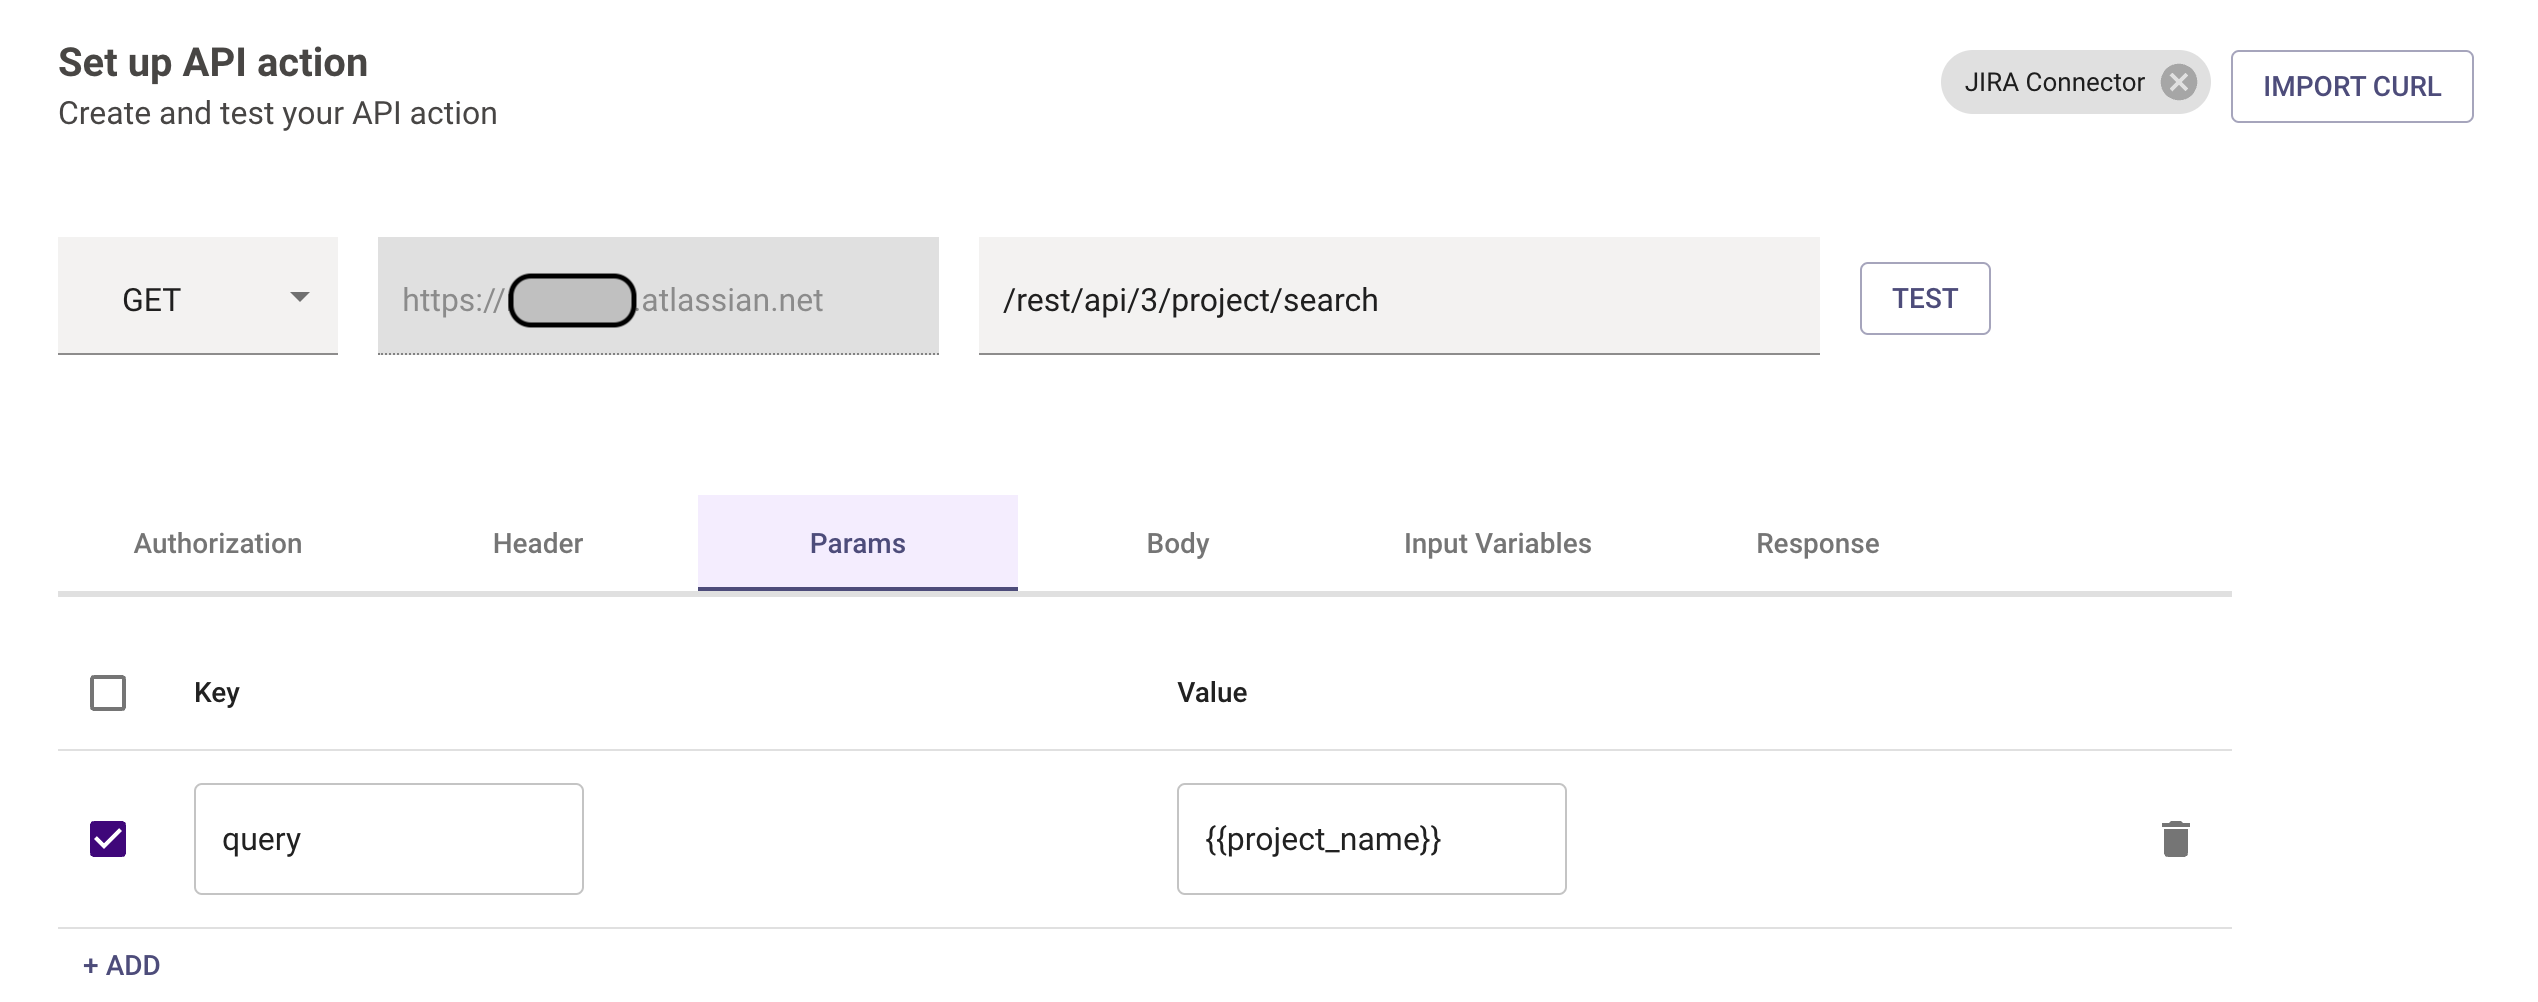 Set up API action
Create and test your API action
JIRA Connector
IMPORT CURL
GET
https:// .atlassian.net
/rest/api/3/project/search
TEST
Authorization Header Params Body Input Variables Response
Key Value
query {{project_name}}
+ ADD